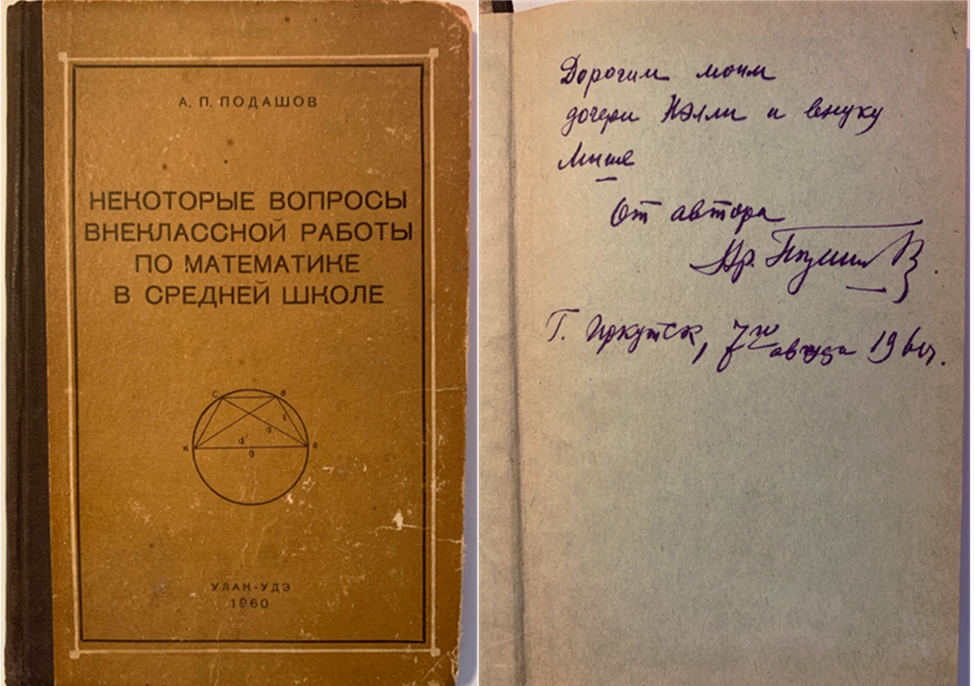 А. П. ПОДАШОВ
НЕКОТОРЫЕ ВОПРОСЫ
ВНЕКЛАССНОЙ РАБОТЫ
ПО МАТЕМАТИКЕ
В СРЕДНЕЙ ШКОЛЕ
С В
К А
УЛАН-УДЭ
1960
Дорогим моим
дочери Нэлли и внуку
Мише
От автора
Г. Иркутск, 7го
августа